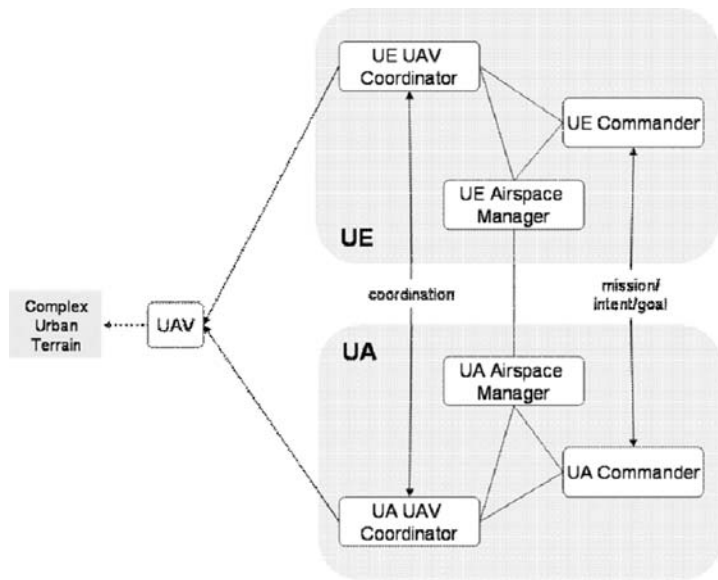 UE UAV
Coordinator
UE Commander
UE Airspace
Manager
UE
coordination
mission/
intent/goal
Complex
Urban
Terrain
UAV
UA
UA Airspace
Manager
UA Commander
UA UAV
Coordinator